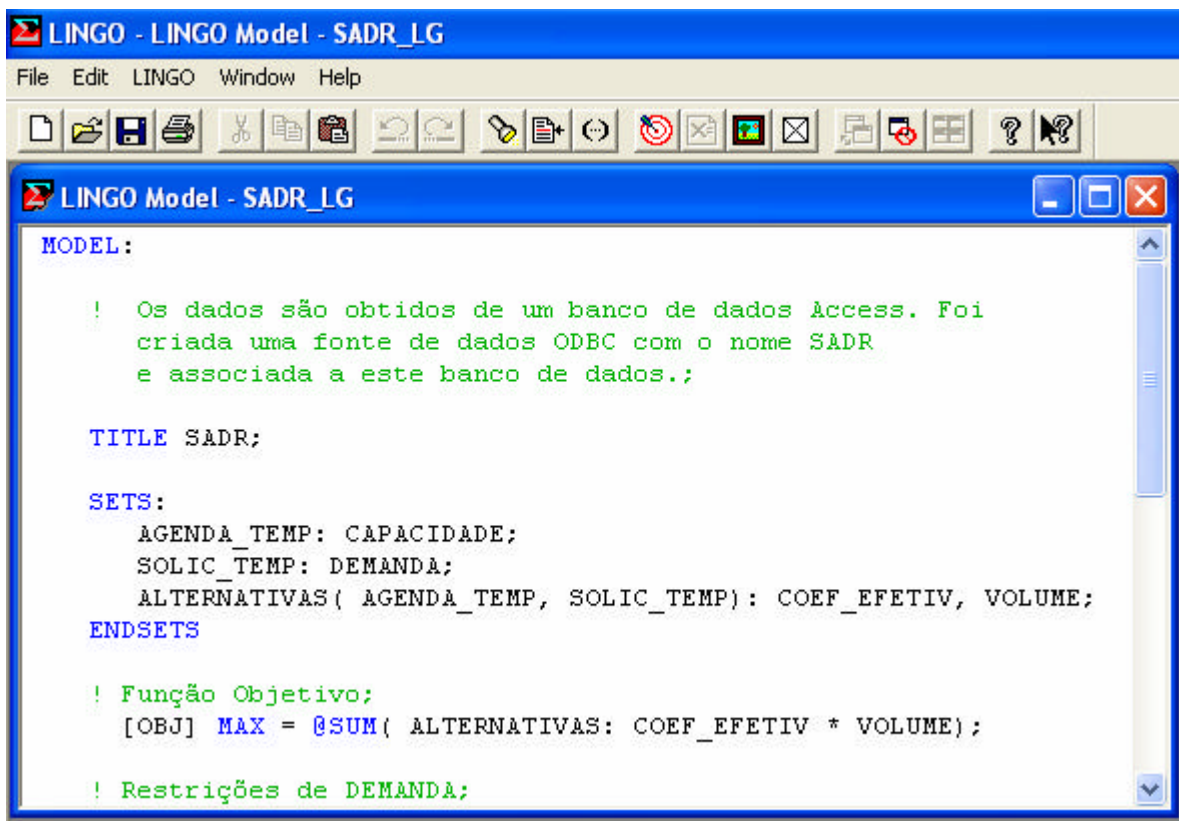 LINGO - LINGO Model - SADR_LG
File Edit LINGO Window Help
LINGO Model - SADR_LG
MODEL:
! Os dados são obtidos de um banco de dados Access. Foi
criada uma fonte de dados ODBC com o nome SADR
e associada a este banco de dados.;
TITLE SADR;
SETS:
AGENDA_TEMP: CAPACIDADE;
SOLIC_TEMP: DEMANDA;
ALTERNATIVAS( AGENDA_TEMP, SOLIC_TEMP): COEF_EFETIV, VOLUME;
ENDSETS
! Função Objetivo;
[OBJ] MAX = @SUM( ALTERNATIVAS: COEF_EFETIV * VOLUME);
! Restrições de DEMANDA;